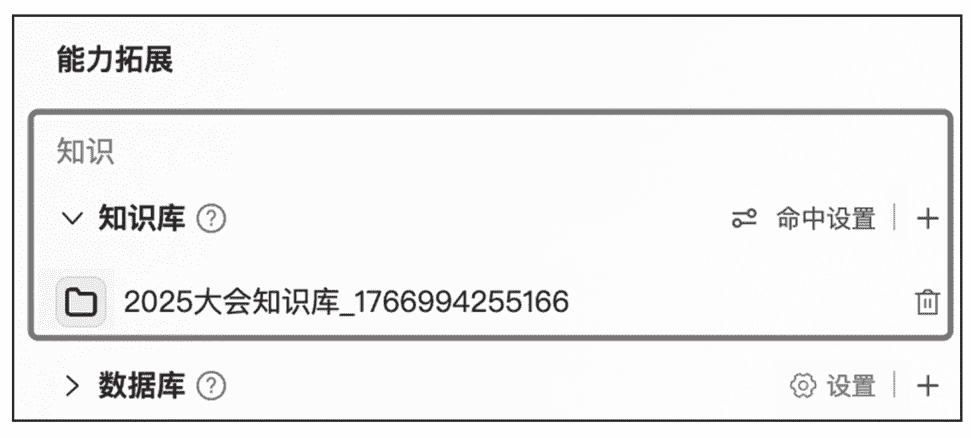 能力拓展
知识
知识库 ? 命中设置 +
2025大会知识库_1766994255166
数据库 ? 设置 +